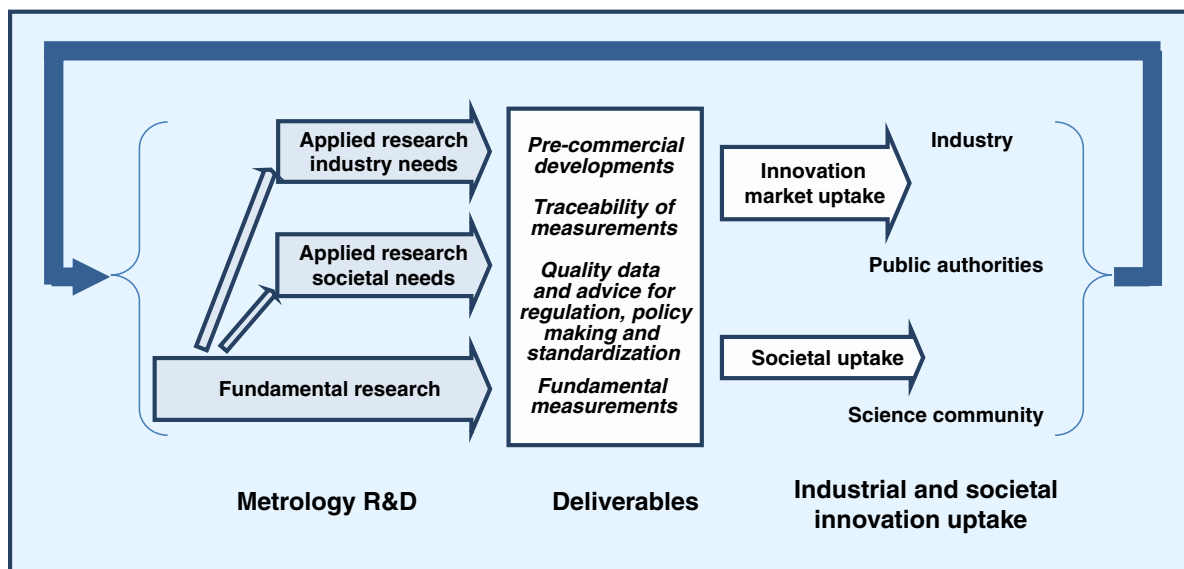 Applied research
industry needs
Applied research
societal needs
Fundamental research
Metrology R&D
Pre-commercial
developments
Traceability of
measurements
Quality data
and advice for
regulation, policy
making and
standardization
Fundamental
measurements
Deliverables
Innovation
market uptake
Societal uptake
Industry
Public authorities
Science community
Industrial and societal
innovation uptake